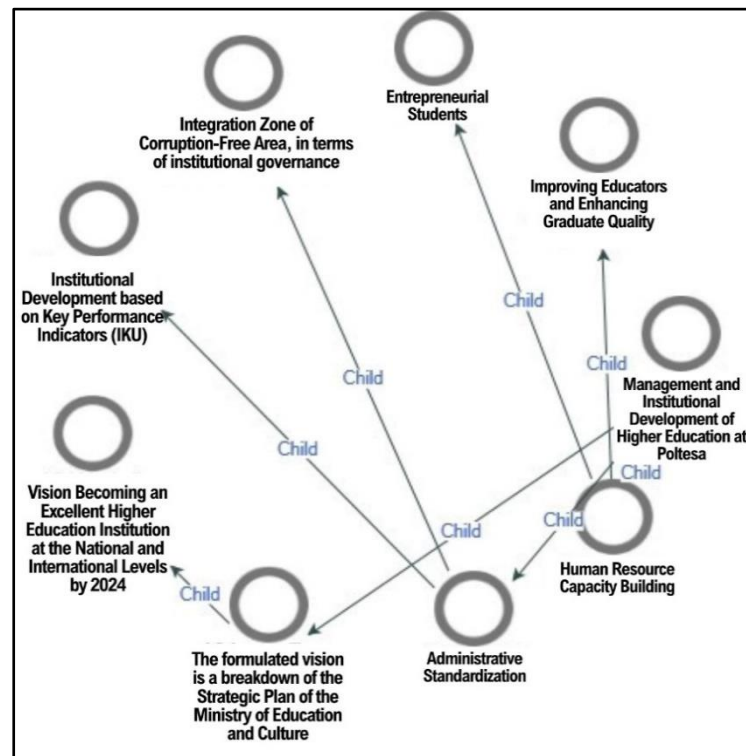 Entrepreneurial
Students
Integration Zone of
Corruption-Free Area, in terms
of institutional governance
Improving Educators
and Enhancing
Graduate Quality
Institutional
Development based
on Key Performance
Indicators (IKU)
Child
Child
Child
Child
Management and
Institutional
Development of
Higher Education at
Poltesa
Child
Vision Becoming an
Excellent Higher
Education Institution
at the National and
International Levels
by 2024
Child
Child
Child
Human Resource
Capacity Building
The formulated vision
is a breakdown of the
Strategic Plan of the
Ministry of Education
and Culture
Administrative
Standardization